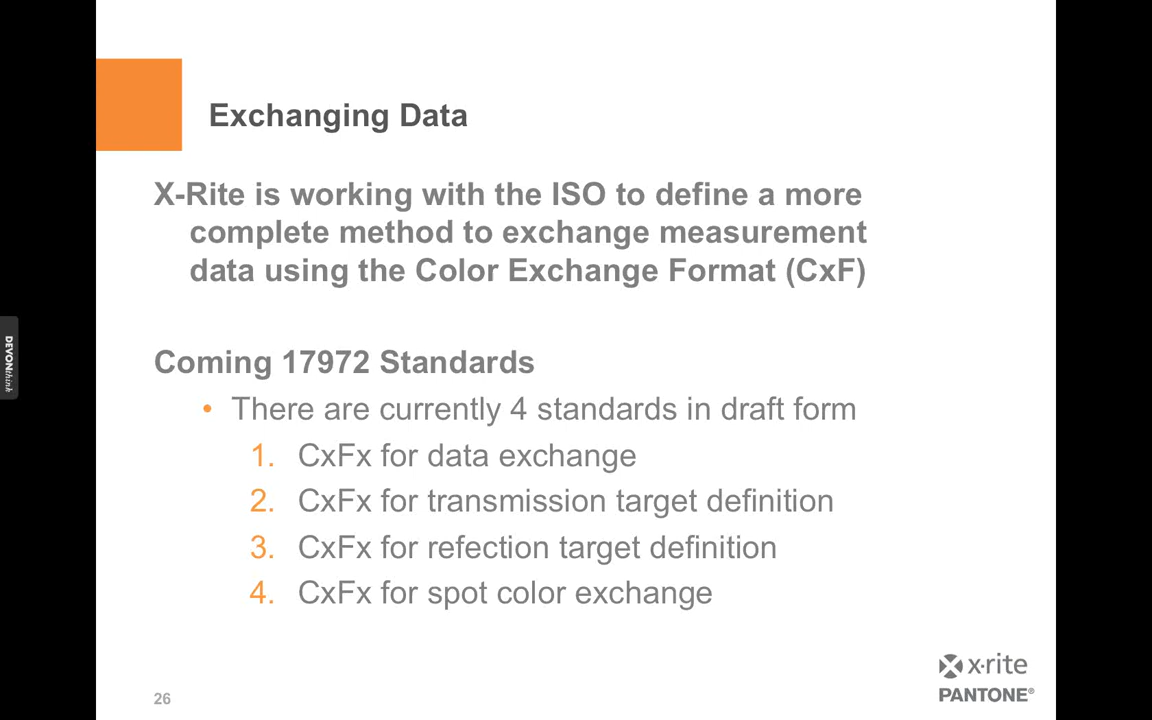 Exchanging Data
X-Rite is working with the ISO to define a more
complete method to exchange measurement
data using the Color Exchange Format (CxF)
Coming 17972 Standards
• There are currently 4 standards in draft form
1. CxFx for data exchange
2. CxFx for transmission target definition
3. CxFx for refection target definition
4. CxFx for spot color exchange
DEVONthink
26
x·rite
PANTONE®